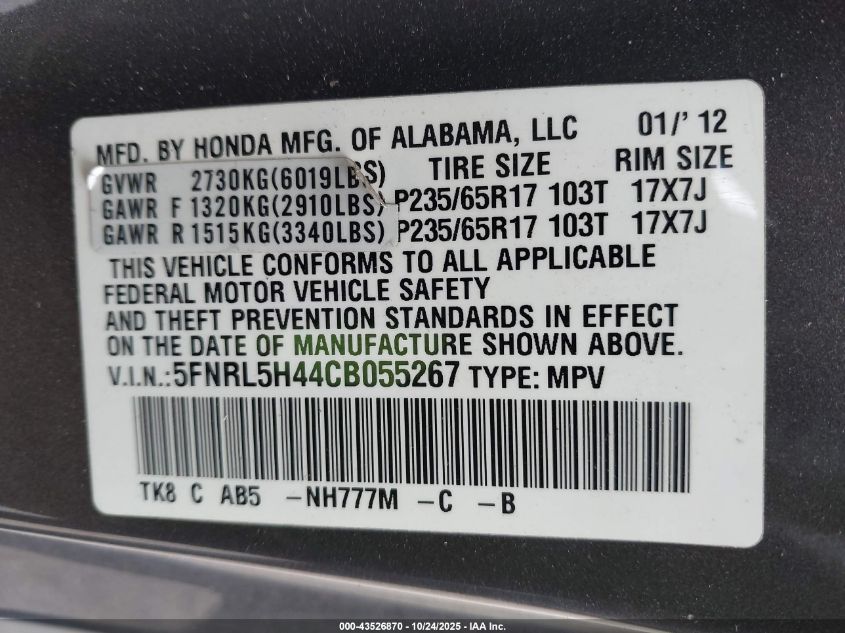 MFD. BY HONDA MFG. OF ALABAMA, LLC 01/' 12
GVWR 2730KG(6019LBS) TIRE SIZE RIM SIZE
GAWR F 1320KG(2910LBS) P235/65R17 103T 17X7J
GAWR R 1515KG(3340LBS) P235/65R17 103T 17X7J
THIS VEHICLE CONFORMS TO ALL APPLICABLE
FEDERAL MOTOR VEHICLE SAFETY
AND THEFT PREVENTION STANDARDS IN EFFECT
ON THE DATE OF MANUFACTURE SHOWN ABOVE.
V.I.N.:5FNRL5H44CB055267 TYPE: MPV
TK8 C AB5 -NH777M -C -B
000-43526870 - 10/24/2025 - IAA Inc.